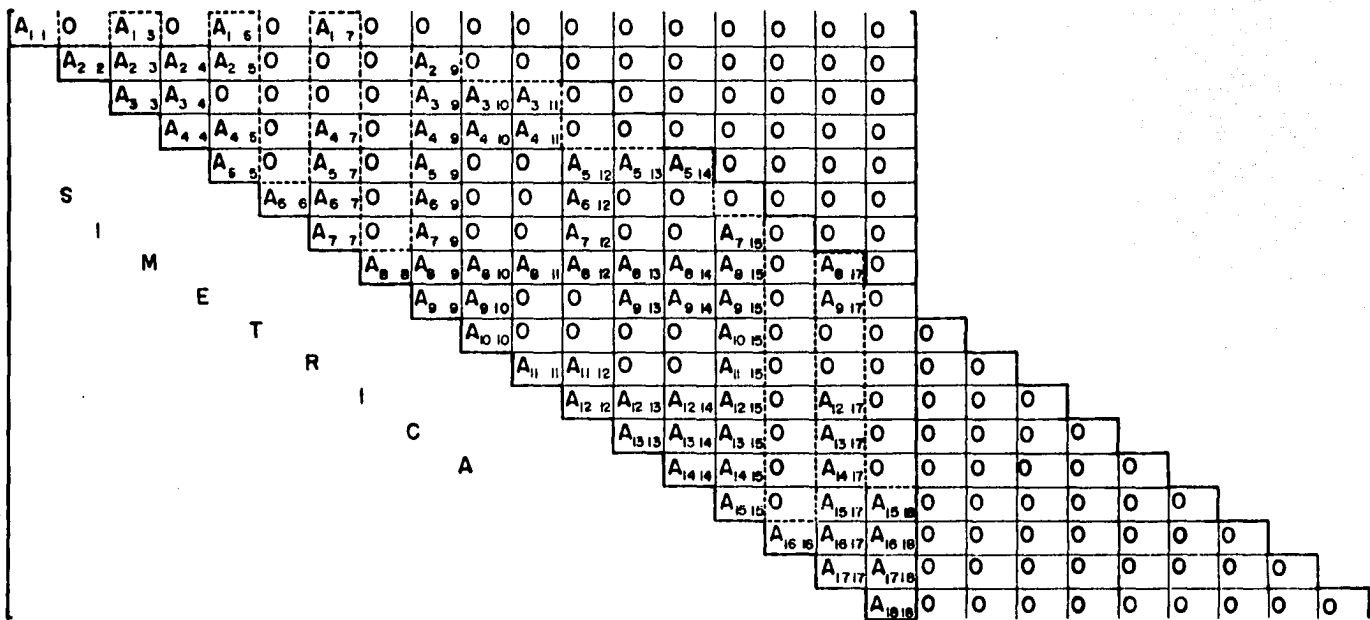 A1 1 0 A1 3 0 A1 6 0 A1 7 0 0 0 0 0 0 0 0 0 0 0
A2 2 A2 3 A2 4 A2 5 0 0 0 A2 9 0 0 0 0 0 0 0 0 0
A3 3 A3 4 0 0 0 0 A3 9 A3 10 A3 11 0 0 0 0 0 0 0
A4 4 A4 5 0 A4 7 0 A4 9 A4 10 A4 11 0 0 0 0 0 0 0
A5 0 A5 7 0 A5 9 0 0 A5 12 A5 13 A5 14 0 0 0 0
A6 7 0 A6 9 0 0 A6 12 0 0 0 0 0 0
A7 7 0 A7 9 0 0 A7 12 0 0 A7 15 0 0 0
A8 8 A8 9 A8 10 A8 11 A8 12 A8 13 A8 14 A8 15 0 A8 17 0
A9 9 A9 10 0 0 A9 13 A9 14 A9 15 0 A9 17 0
A10 10 0 0 0 0 A10 15 0 0 0 0
A11 11 A11 12 0 0 A11 15 0 0 0 0 0
A12 12 A12 13 A12 14 A12 15 0 A12 17 0 0 0 0
A13 13 A13 14 A13 15 0 A13 17 0 0 0 0 0
A14 14 A14 15 0 A14 17 0 0 0 0 0 0
A15 15 0 A15 17 A15 18 0 0 0 0 0 0
A16 16 A16 17 A16 18 0 0 0 0 0 0 0
A17 17 A17 18 0 0 0 0 0 0 0 0
A18 18 0 0 0 0 0 0 0 0 0
SIMETRICA